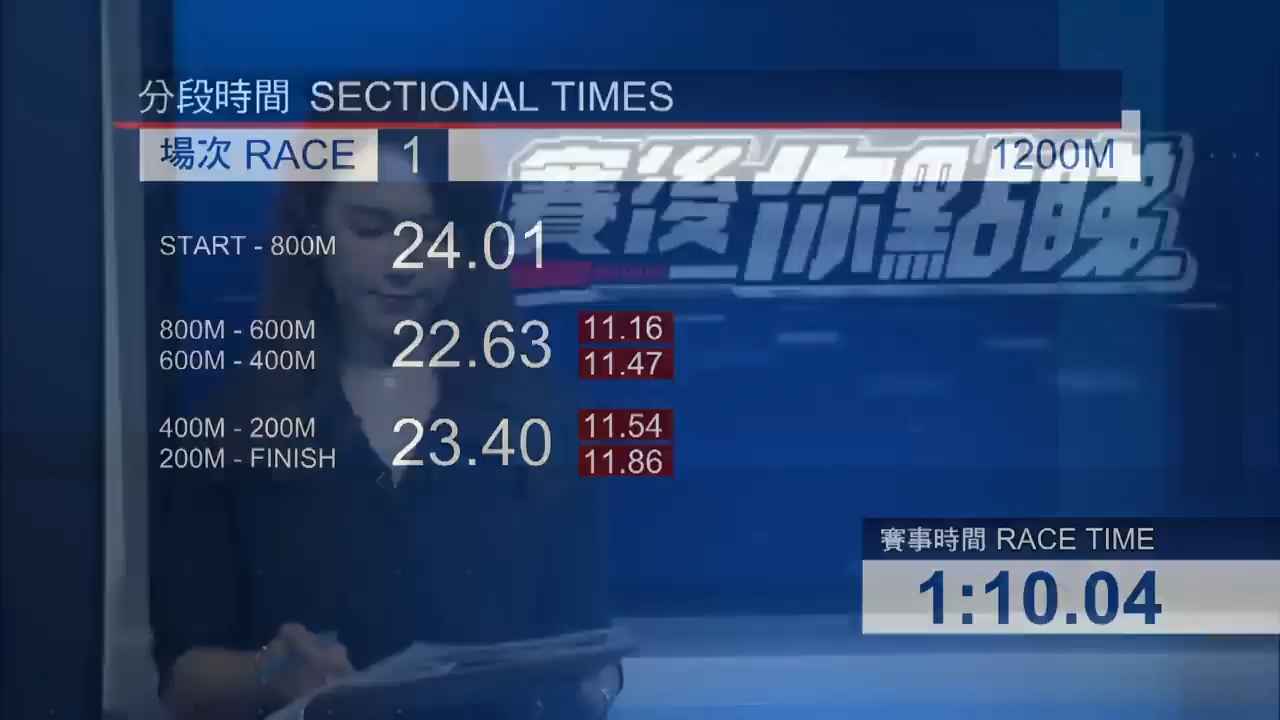 分段時間 SECTIONAL TIMES
場次 RACE 1 1200M
賽後你點睇
START - 800M 24.01
800M - 600M 22.63 11.16
600M - 400M 11.47
400M - 200M 23.40 11.54
200M - FINISH 11.86
賽事時間 RACE TIME
1:10.04